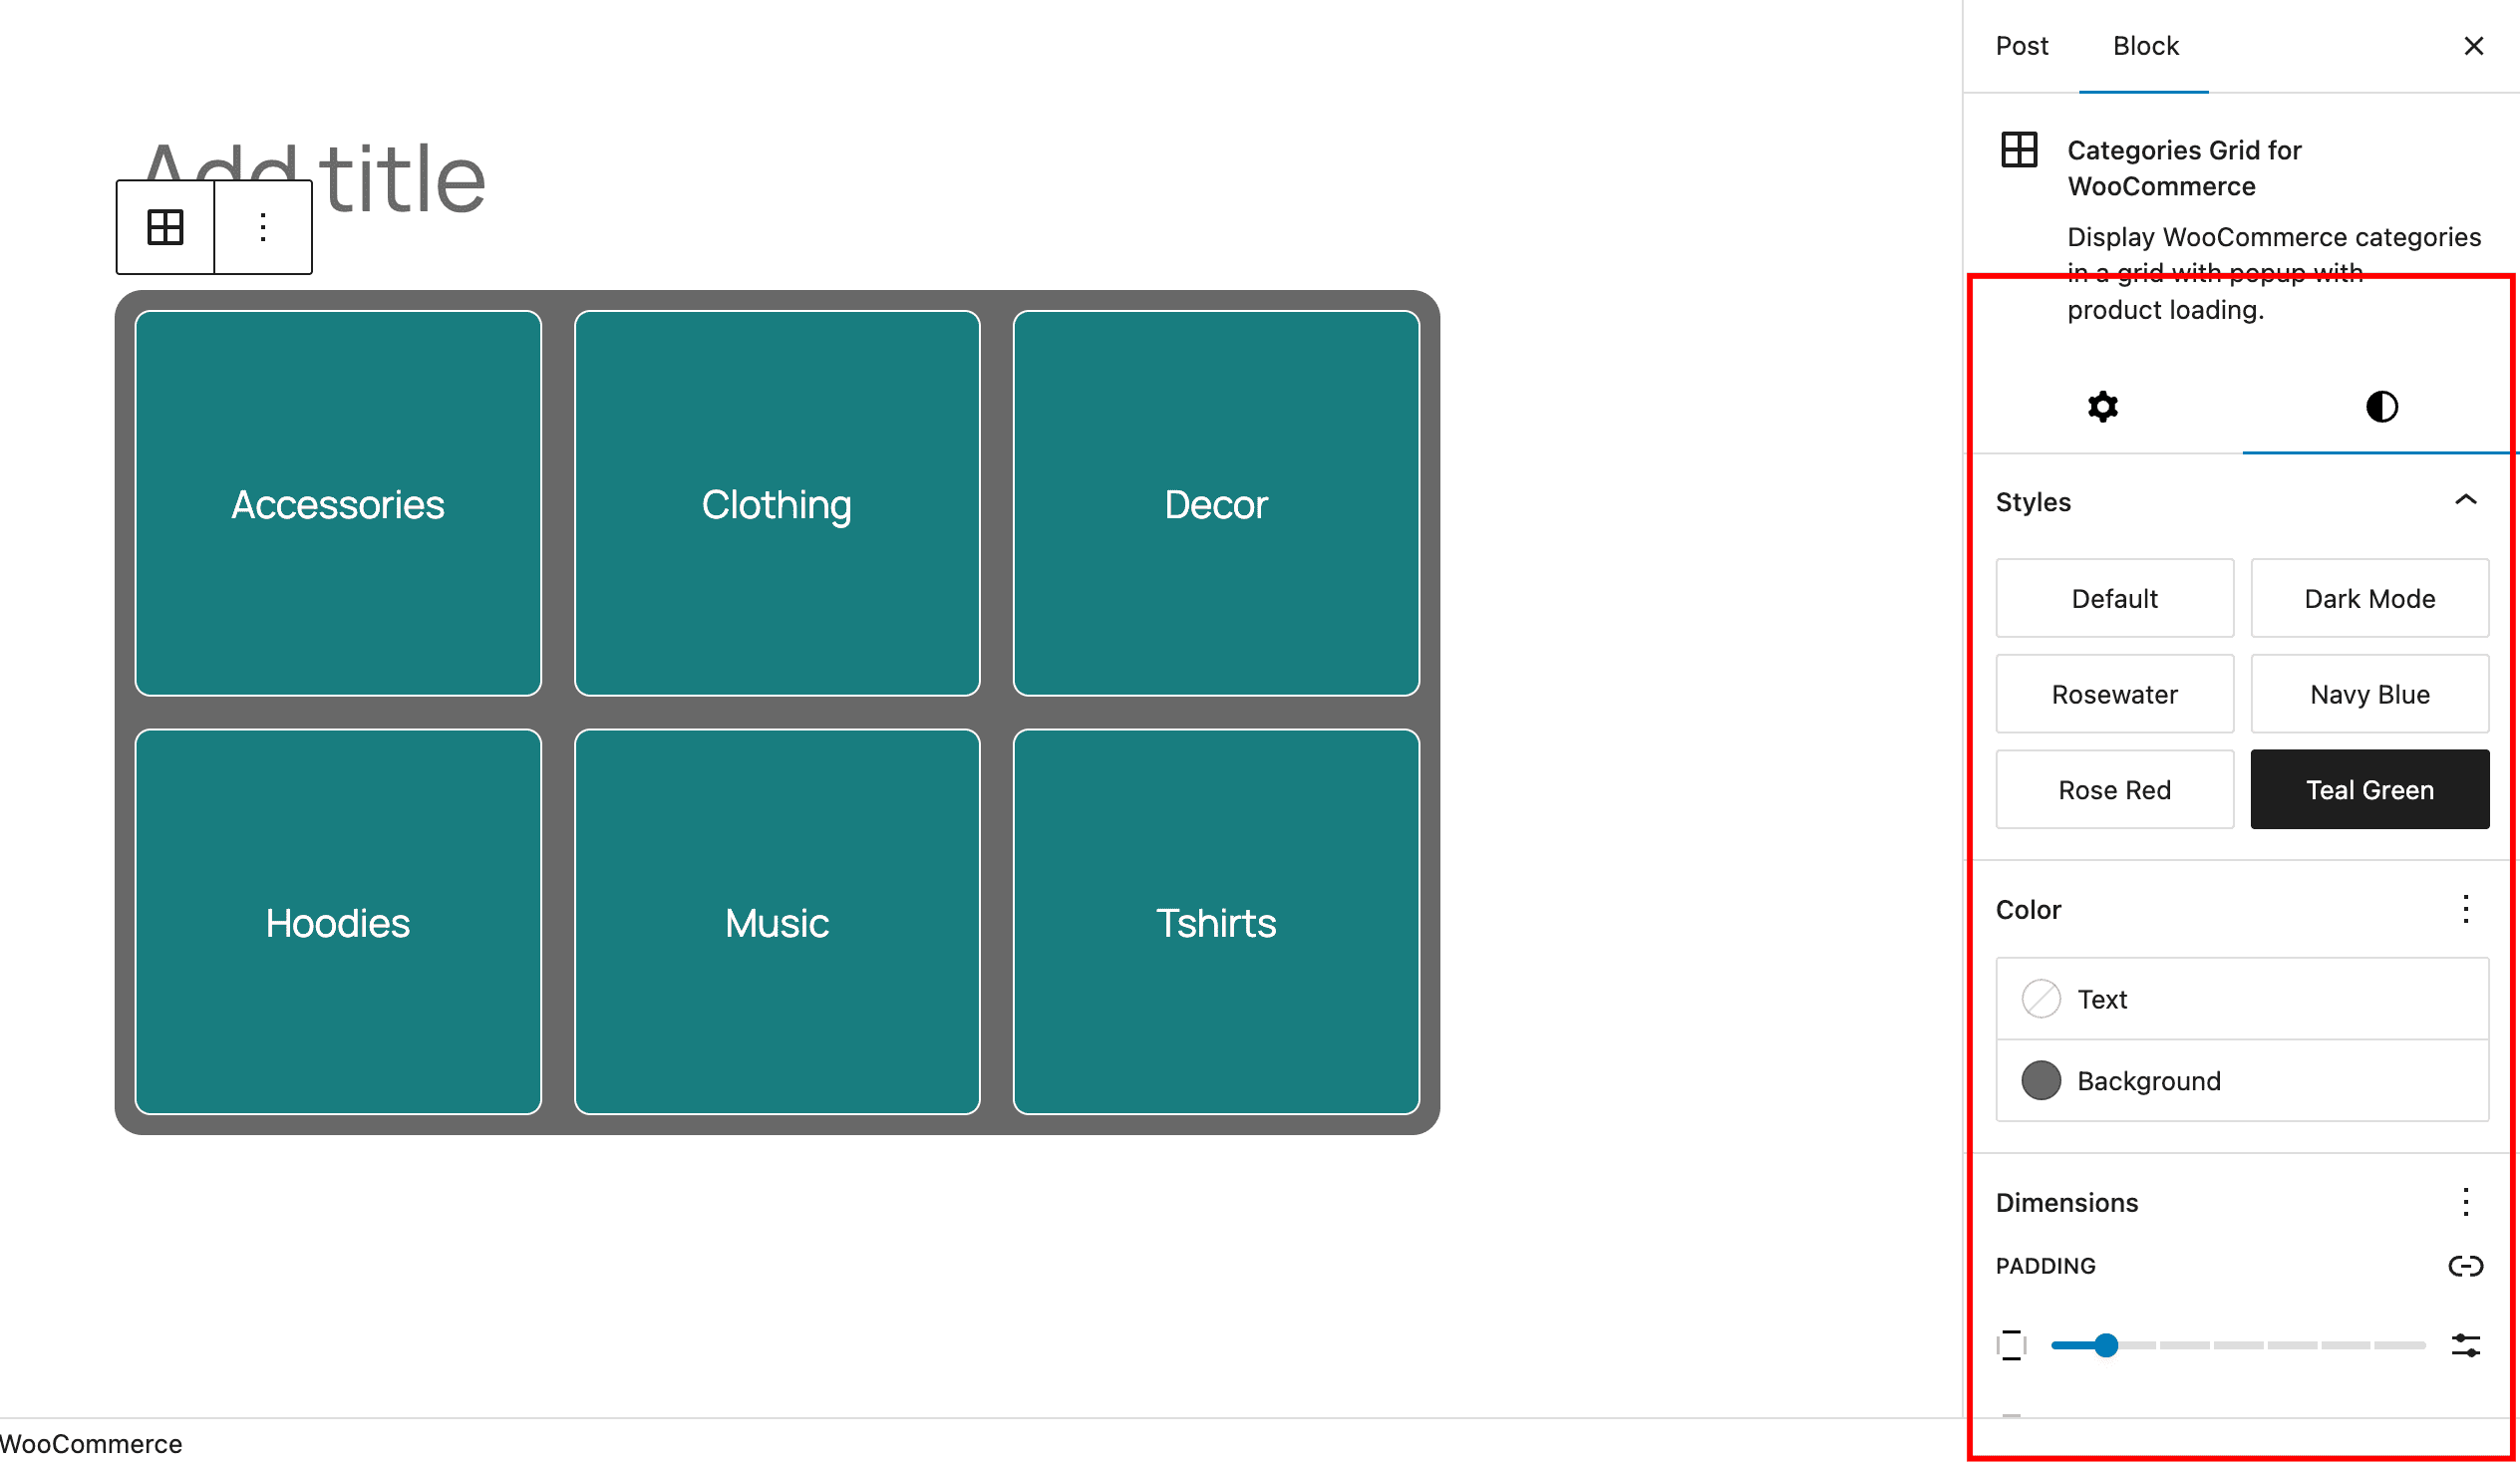 Post Block
Add title
Categories Grid for
WooCommerce
Display WooCommerce categories
in a grid with popup with
product loading.
Accessories Clothing Decor
Hoodies Music Tshirts
Styles
Default Dark Mode
Rosewater Navy Blue
Rose Red Teal Green
Color
Text
Background
Dimensions
PADDING
WooCommerce